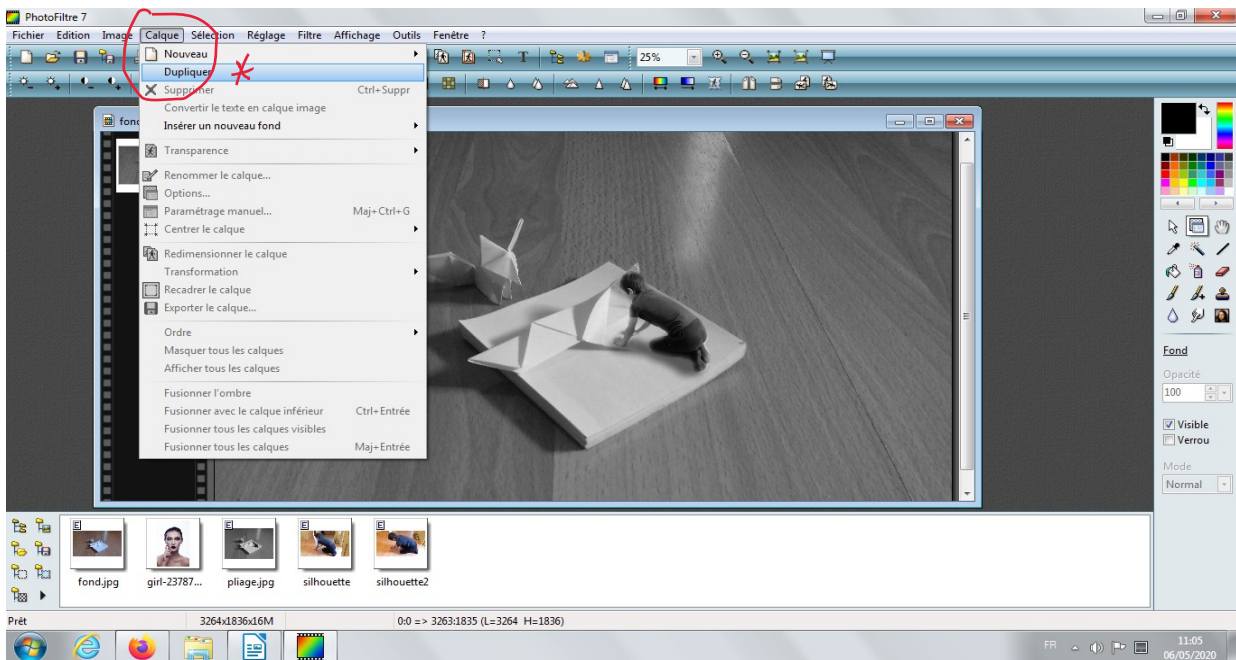 PhotoFiltre 7
Fichier Edition Image Calque Sélection Réglage Filtre Affichage Outils Fenêtre ?
25%
Nouveau
Dupliquer
Supprimer Ctrl+Suppr
Convertir le texte en calque image
Insérer un nouveau fond
Transparence
Renommer le calque...
Options...
Paramétrage manuel... Maj+Ctrl+G
Centrer le calque
Redimensionner le calque
Transformation
Recadrer le calque
Exporter le calque...
Ordre
Masquer tous les calques
Afficher tous les calques
Fusionner l'ombre
Fusionner avec le calque inférieur Ctrl+Entrée
Fusionner tous les calques visibles
Fusionner tous les calques Maj+Entrée
Fond
Opacité
100
Visible
Verrou
Mode
Normal
fond.jpg girl-23787... pliage.jpg silhouette silhouette2
Prêt 3264x1836x16M 0:0 => 3263:1835 (L=3264 H=1836)
FR 11:05
06/05/2020